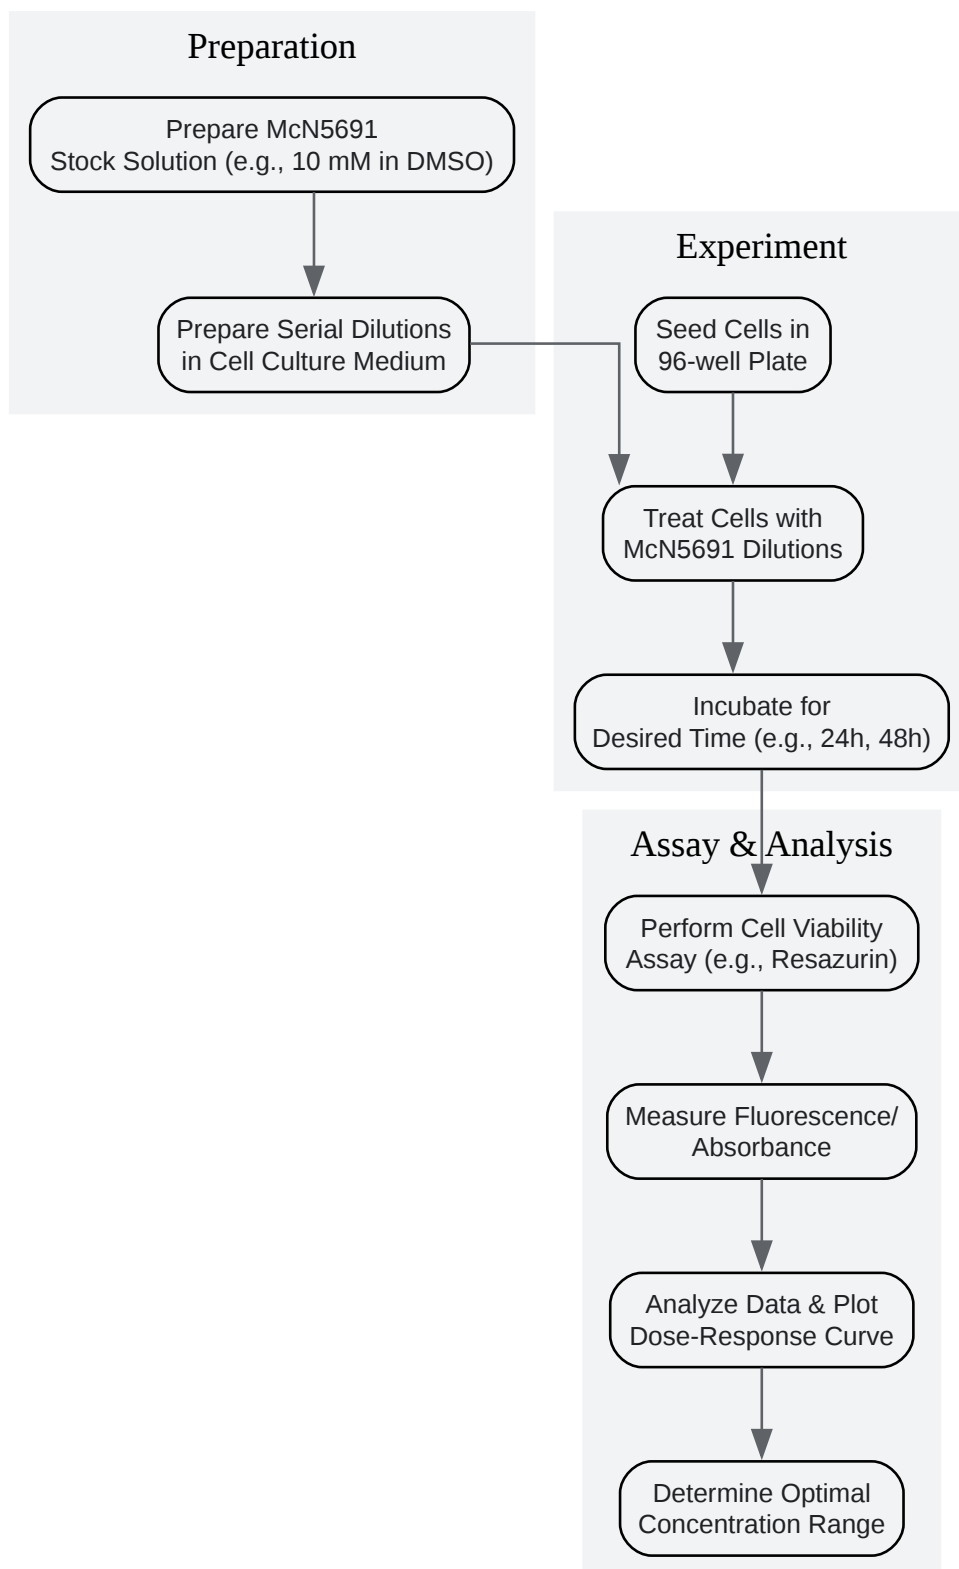 Preparation
Prepare McN5691
Stock Solution (e.g., 10 mM in DMSO)
Prepare Serial Dilutions
in Cell Culture Medium
Experiment
Seed Cells in
96-well Plate
Treat Cells with
McN5691 Dilutions
Incubate for
Desired Time (e.g., 24h, 48h)
Assay & Analysis
Perform Cell Viability
Assay (e.g., Resazurin)
Measure Fluorescence/
Absorbance
Analyze Data & Plot
Dose-Response Curve
Determine Optimal
Concentration Range